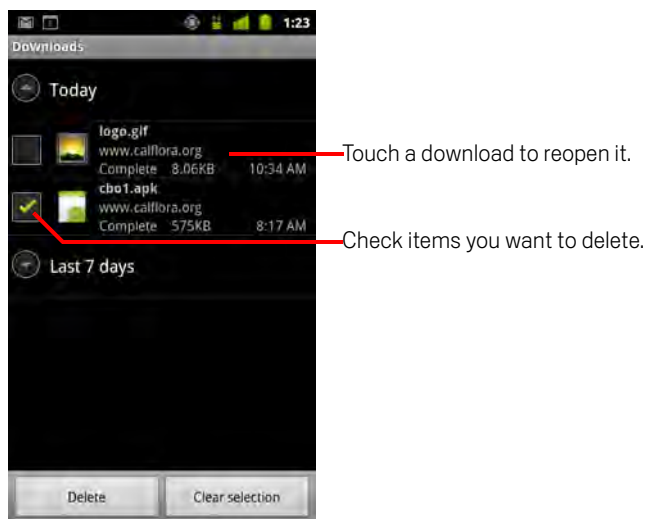 1:23
Downloads
Today
logo.gif
www.calflora.org
Complete 8.06KB 10:34 AM
Touch a download to reopen it.
cbo1.apk
www.calflora.org
Complete 575KB 8:17 AM
Check items you want to delete.
Last 7 days
Delete Clear selection